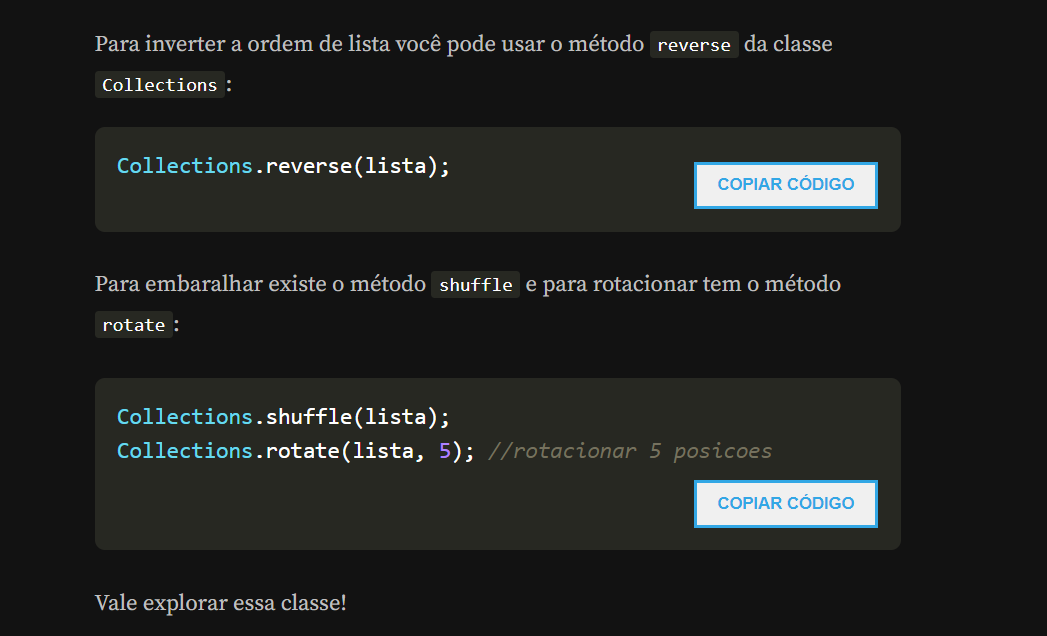 Para inverter a ordem de lista você pode usar o método reverse da classe
Collections:
Collections.reverse(lista);
COPIAR CÓDIGO
Para embaralhar existe o método shuffle e para rotacionar tem o método
rotate:
Collections.shuffle(lista);
Collections.rotate(lista, 5); //rotacionar 5 posicoes
COPIAR CÓDIGO
Vale explorar essa classe!